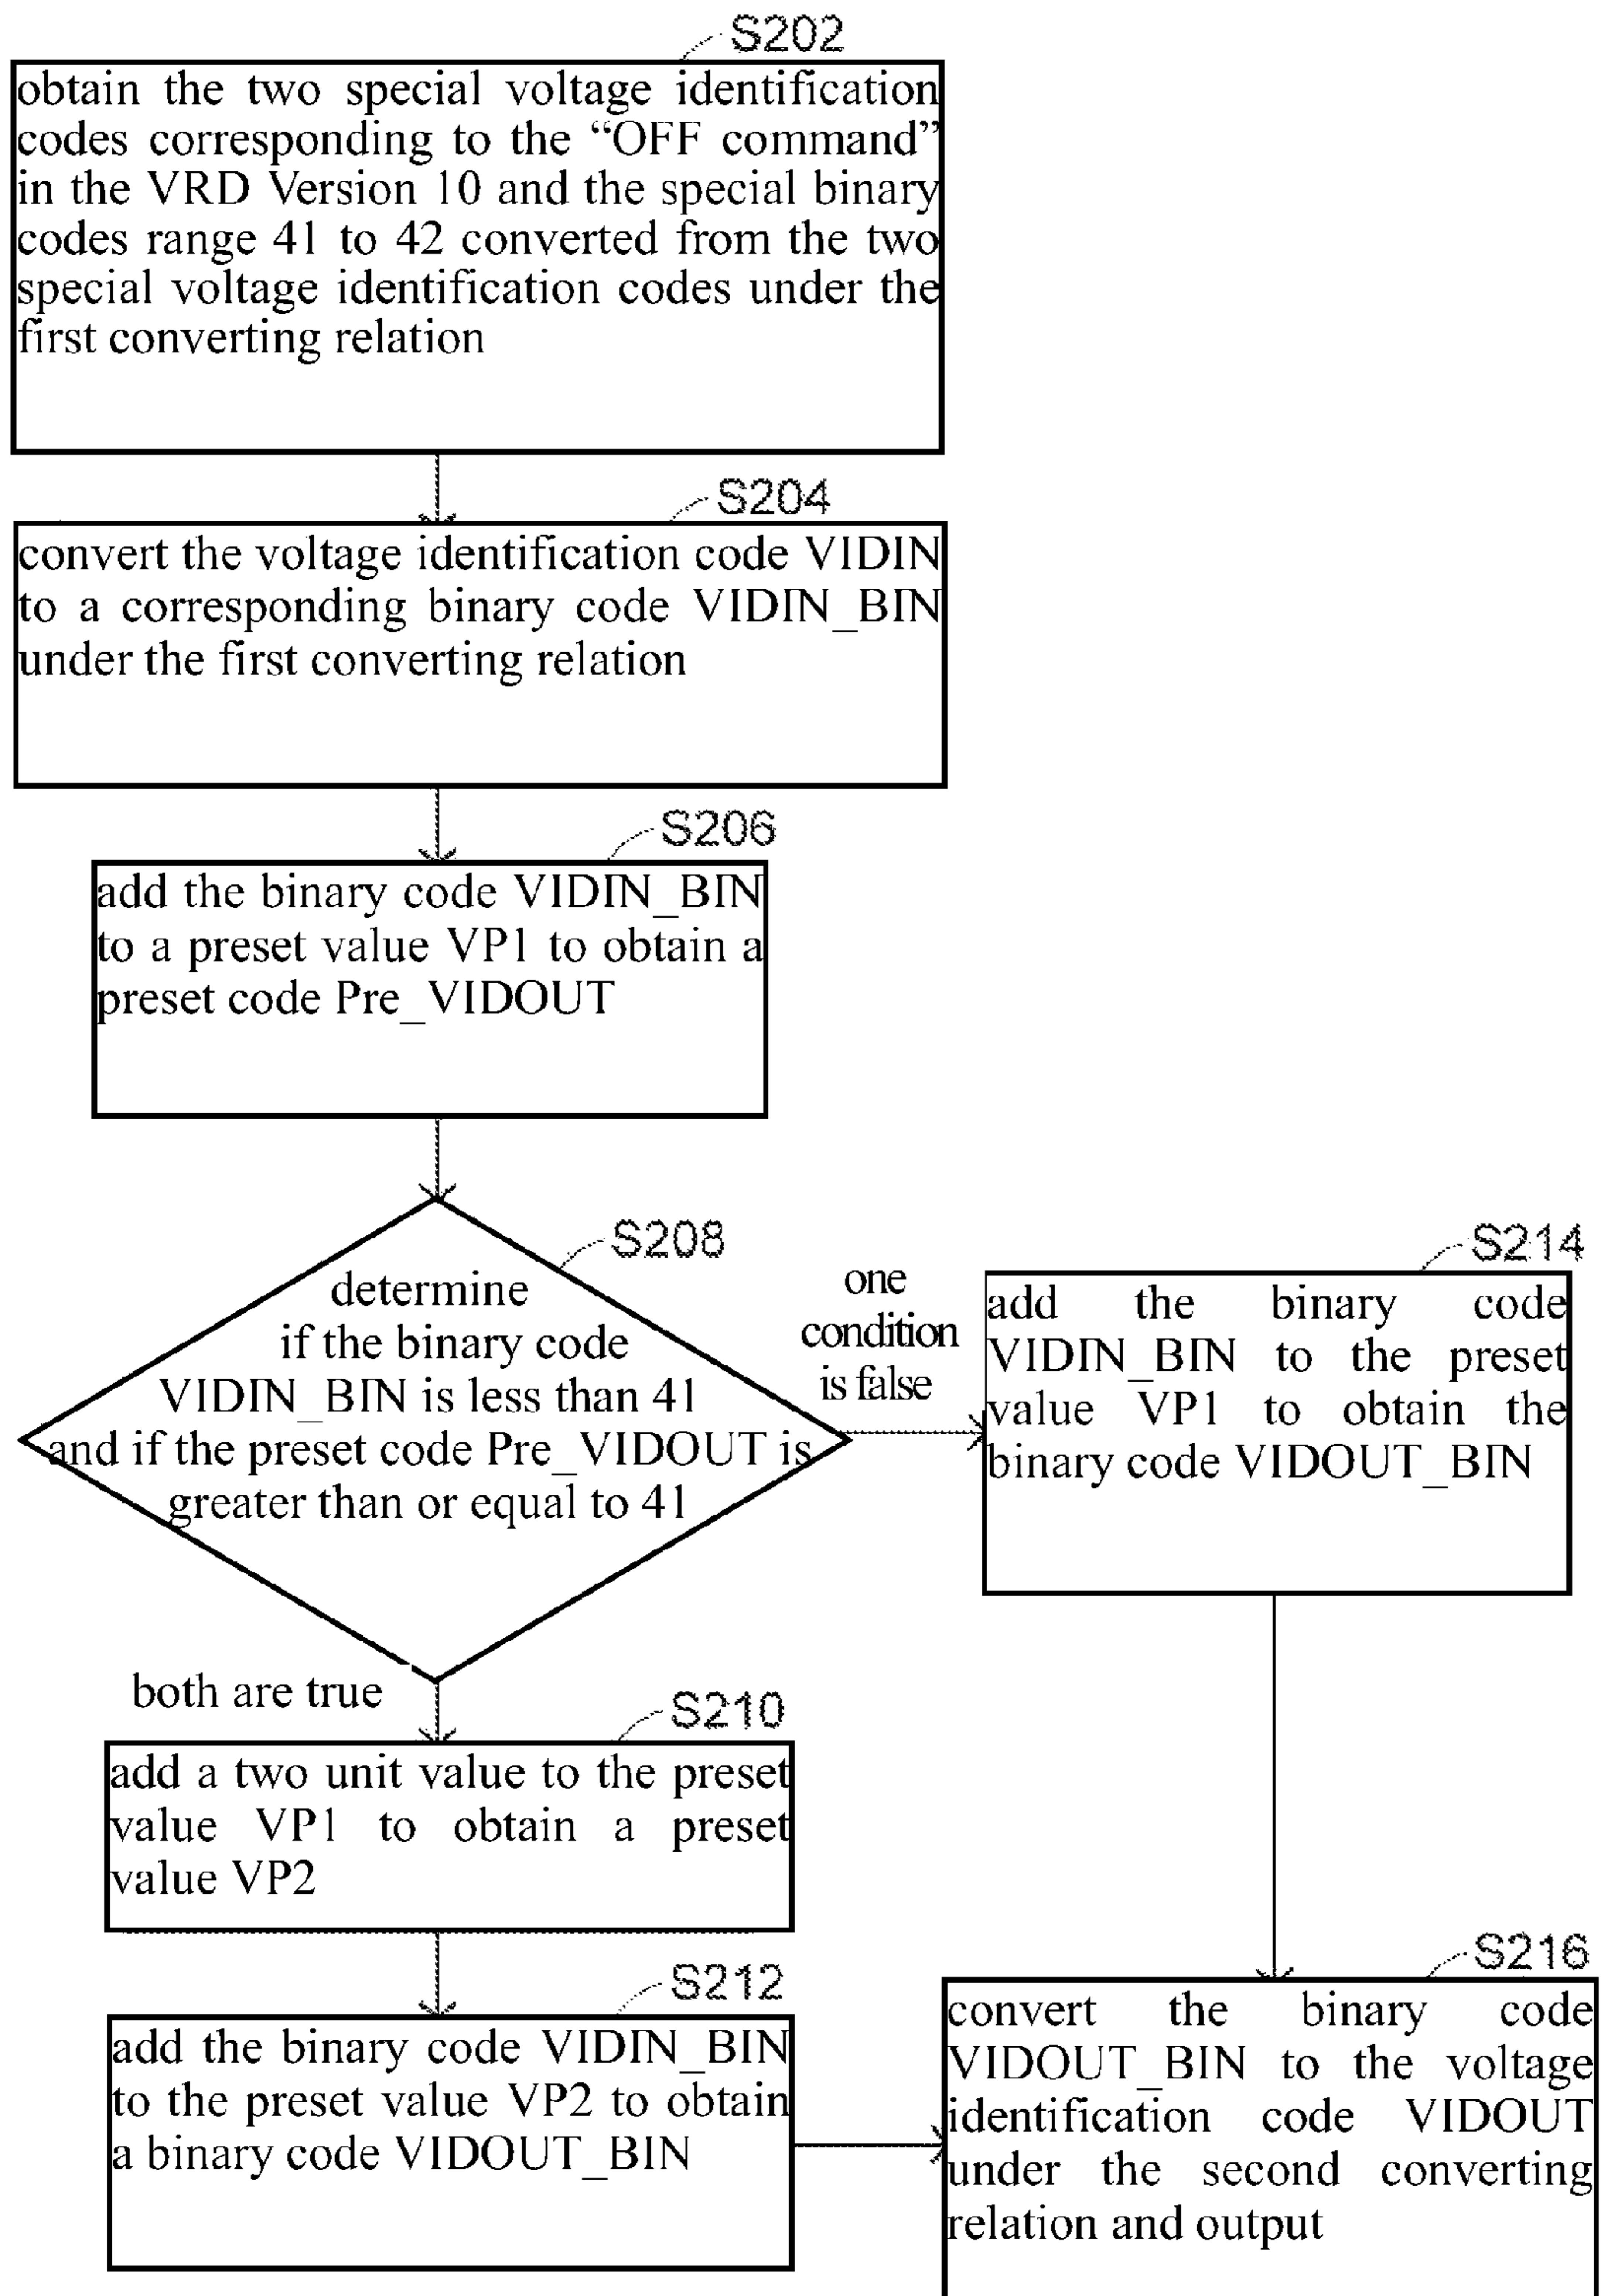 S202
obtain the two special voltage identification
codes corresponding to the “OFF command”
in the VRD Version 10 and the special binary
codes range 41 to 42 converted from the two
special voltage identification codes under the
first converting relation
S204
convert the voltage identification code VIDIN
to a corresponding binary code VIDIN_BIN
under the first converting relation
S206
add the binary code VIDIN_BIN
to a preset value VP1 to obtain a
preset code Pre_VIDOUT
S208
determine
if the binary code
VIDIN_BIN is less than 41
and if the preset code Pre_VIDOUT is
greater than or equal to 41
one
condition
is false
S214
add the binary code
VIDIN_BIN to the preset
value VP1 to obtain the
binary code VIDOUT_BIN
both are true
S210
add a two unit value to the preset
value VP1 to obtain a preset
value VP2
S212
add the binary code VIDIN_BIN
to the preset value VP2 to obtain
a binary code VIDOUT_BIN
S216
convert the binary code
VIDOUT_BIN to the voltage
identification code VIDOUT
under the second converting
relation and output